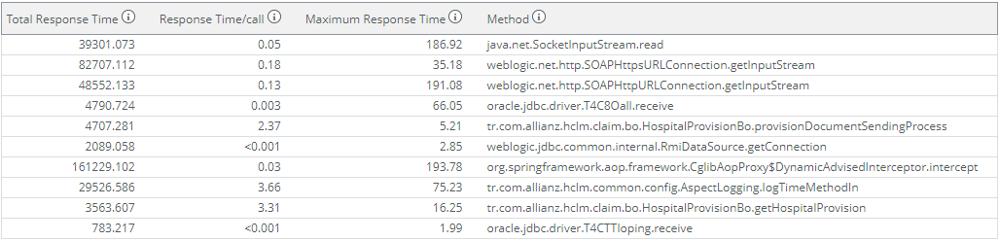 Total Response Time Response Time/call Maximum Response Time Method
39301.073 0.05 186.92 java.net.SocketInputStream.read
82707.112 0.18 35.18 weblogic.net.http.SOAPHttpsURLConnection.getInputStream
48552.133 0.13 191.08 weblogic.net.http.SOAPHttpURLConnection.getInputStream
4790.724 0.003 66.05 oracle.jdbc.driver.T4C8Oall.receive
4707.281 2.37 5.21 tr.com.allianz.hclm.claim.bo.HospitalProvisionBo.provisionDocumentSendingProcess
2089.058 <0.001 2.85 weblogic.jdbc.common.internal.RmiDataSource.getConnection
161229.102 0.03 193.78 org.springframework.aop.framework.CglibAopProxy$DynamicAdvisedInterceptor.intercept
29526.586 3.66 75.23 tr.com.allianz.hclm.common.config.AspectLogging.logTimeMethodIn
3563.607 3.31 16.25 tr.com.allianz.hclm.claim.bo.HospitalProvisionBo.getHospitalProvision
783.217 <0.001 1.99 oracle.jdbc.driver.T4CTTIoping.receive